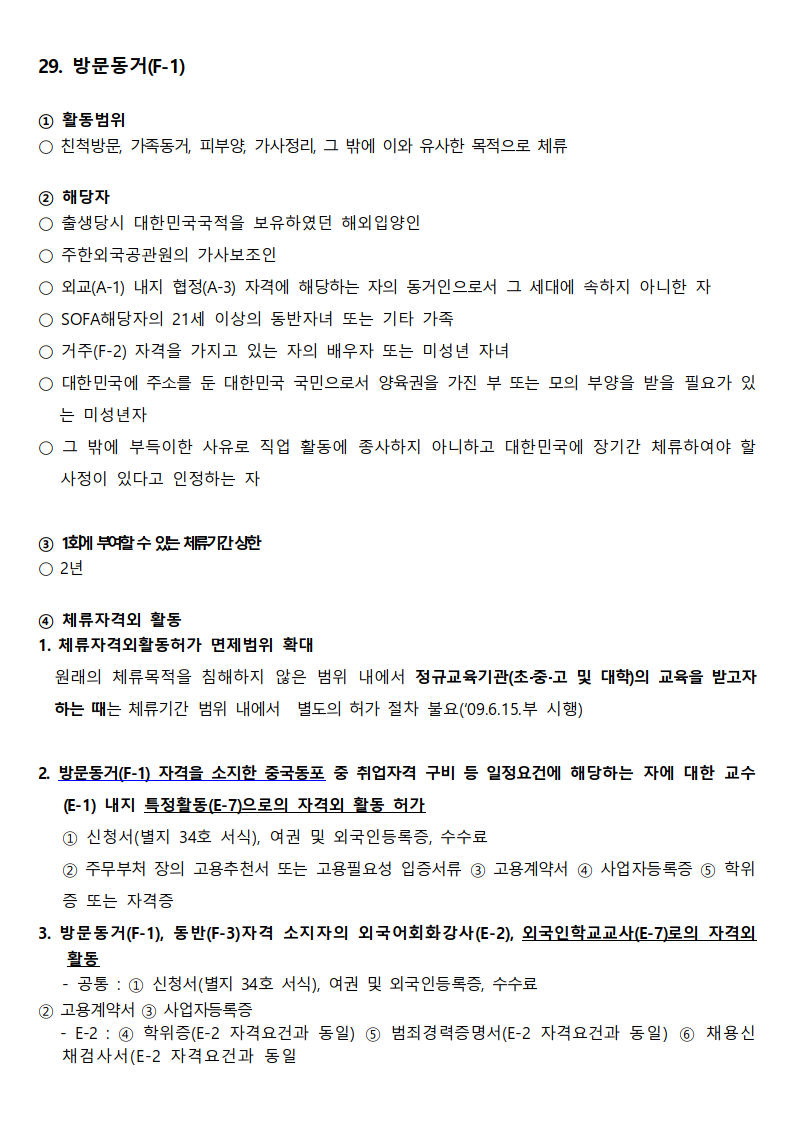 29. 방문동거(F-1)
① 활동범위
○ 친척방문, 가족동거, 피부양, 가사정리, 그 밖에 이와 유사한 목적으로 체류
② 해당자
○ 출생당시 대한민국국적을 보유하였던 해외입양인
○ 주한외국공관원의 가사보조인
○ 외교(A-1) 내지 협정(A-3) 자격에 해당하는 자의 동거인으로서 그 세대에 속하지 아니한 자
○ SOFA해당자의 21세 이상의 동반자녀 또는 기타 가족
○ 거주(F-2) 자격을 가지고 있는 자의 배우자 또는 미성년 자녀
○ 대한민국에 주소를 둔 대한민국 국민으로서 양육권을 가진 부 또는 모의 부양을 받을 필요가 있
는 미성년자
○ 그 밖에 부득이한 사유로 직업 활동에 종사하지 아니하고 대한민국에 장기간 체류하여야 할
사정이 있다고 인정하는 자
③ 1회에 부여할 수 있는 체류기간 상한
○ 2년
④ 체류자격외 활동
1. 체류자격외활동허가 면제범위 확대
원래의 체류목적을 침해하지 않은 범위 내에서 정규교육기관(초·중·고 및 대학)의 교육을 받고자
하는 때는 체류기간 범위 내에서 별도의 허가 절차 불요('09.6.15.부 시행)
2. 방문동거(F-1) 자격을 소지한 중국동포 중 취업자격 구비 등 일정요건에 해당하는 자에 대한 교수
(E-1) 내지 특정활동(E-7)으로의 자격외 활동 허가
① 신청서(별지 34호 서식), 여권 및 외국인등록증, 수수료
② 주무부처 장의 고용추천서 또는 고용필요성 입증서류 ③ 고용계약서 ④ 사업자등록증 ⑤ 학위
증 또는 자격증
3. 방문동거(F-1), 동반(F-3)자격 소지자의 외국어회화강사(E-2), 외국인학교교사(E-7)로의 자격외
활동
- 공통 : ① 신청서(별지 34호 서식), 여권 및 외국인등록증, 수수료
② 고용계약서 ③ 사업자등록증
- E-2 : ④ 학위증(E-2 자격요건과 동일) ⑤ 범죄경력증명서(E-2 자격요건과 동일) ⑥ 채용신
채검사서(E-2 자격요건과 동일